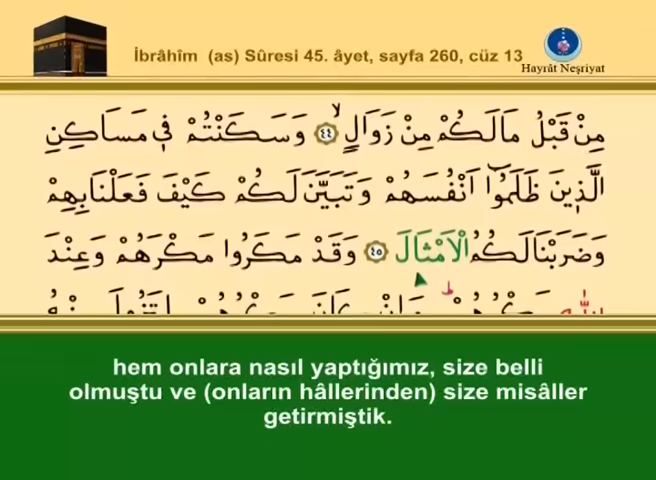 İbrâhîm (as) Sûresi 45. âyet, sayfa 260, cüz 13
Hayrât Neşriyat
مِنْ قَبْلُ مَالَكُمْ مِنْ زَوَالٍۙ ﴿٤٤﴾ وَسَكَنْتُمْ فٖي مَسَاكِنِ
الَّذٖينَ ظَلَمُٓوا اَنْفُسَهُمْ وَتَبَيَّنَ لَكُمْ كَيْفَ فَعَلْنَا بِهِمْ
وَضَرَبْنَا لَكُمُ الْاَمْثَالَ ﴿٤٥﴾ وَقَدْ مَكَرُوا مَكْرَهُمْ وَعِنْدَ
hem onlara nasıl yaptığımız, size belli
olmuştu ve (onların hâllerinden) size misâller
getirmiştik.